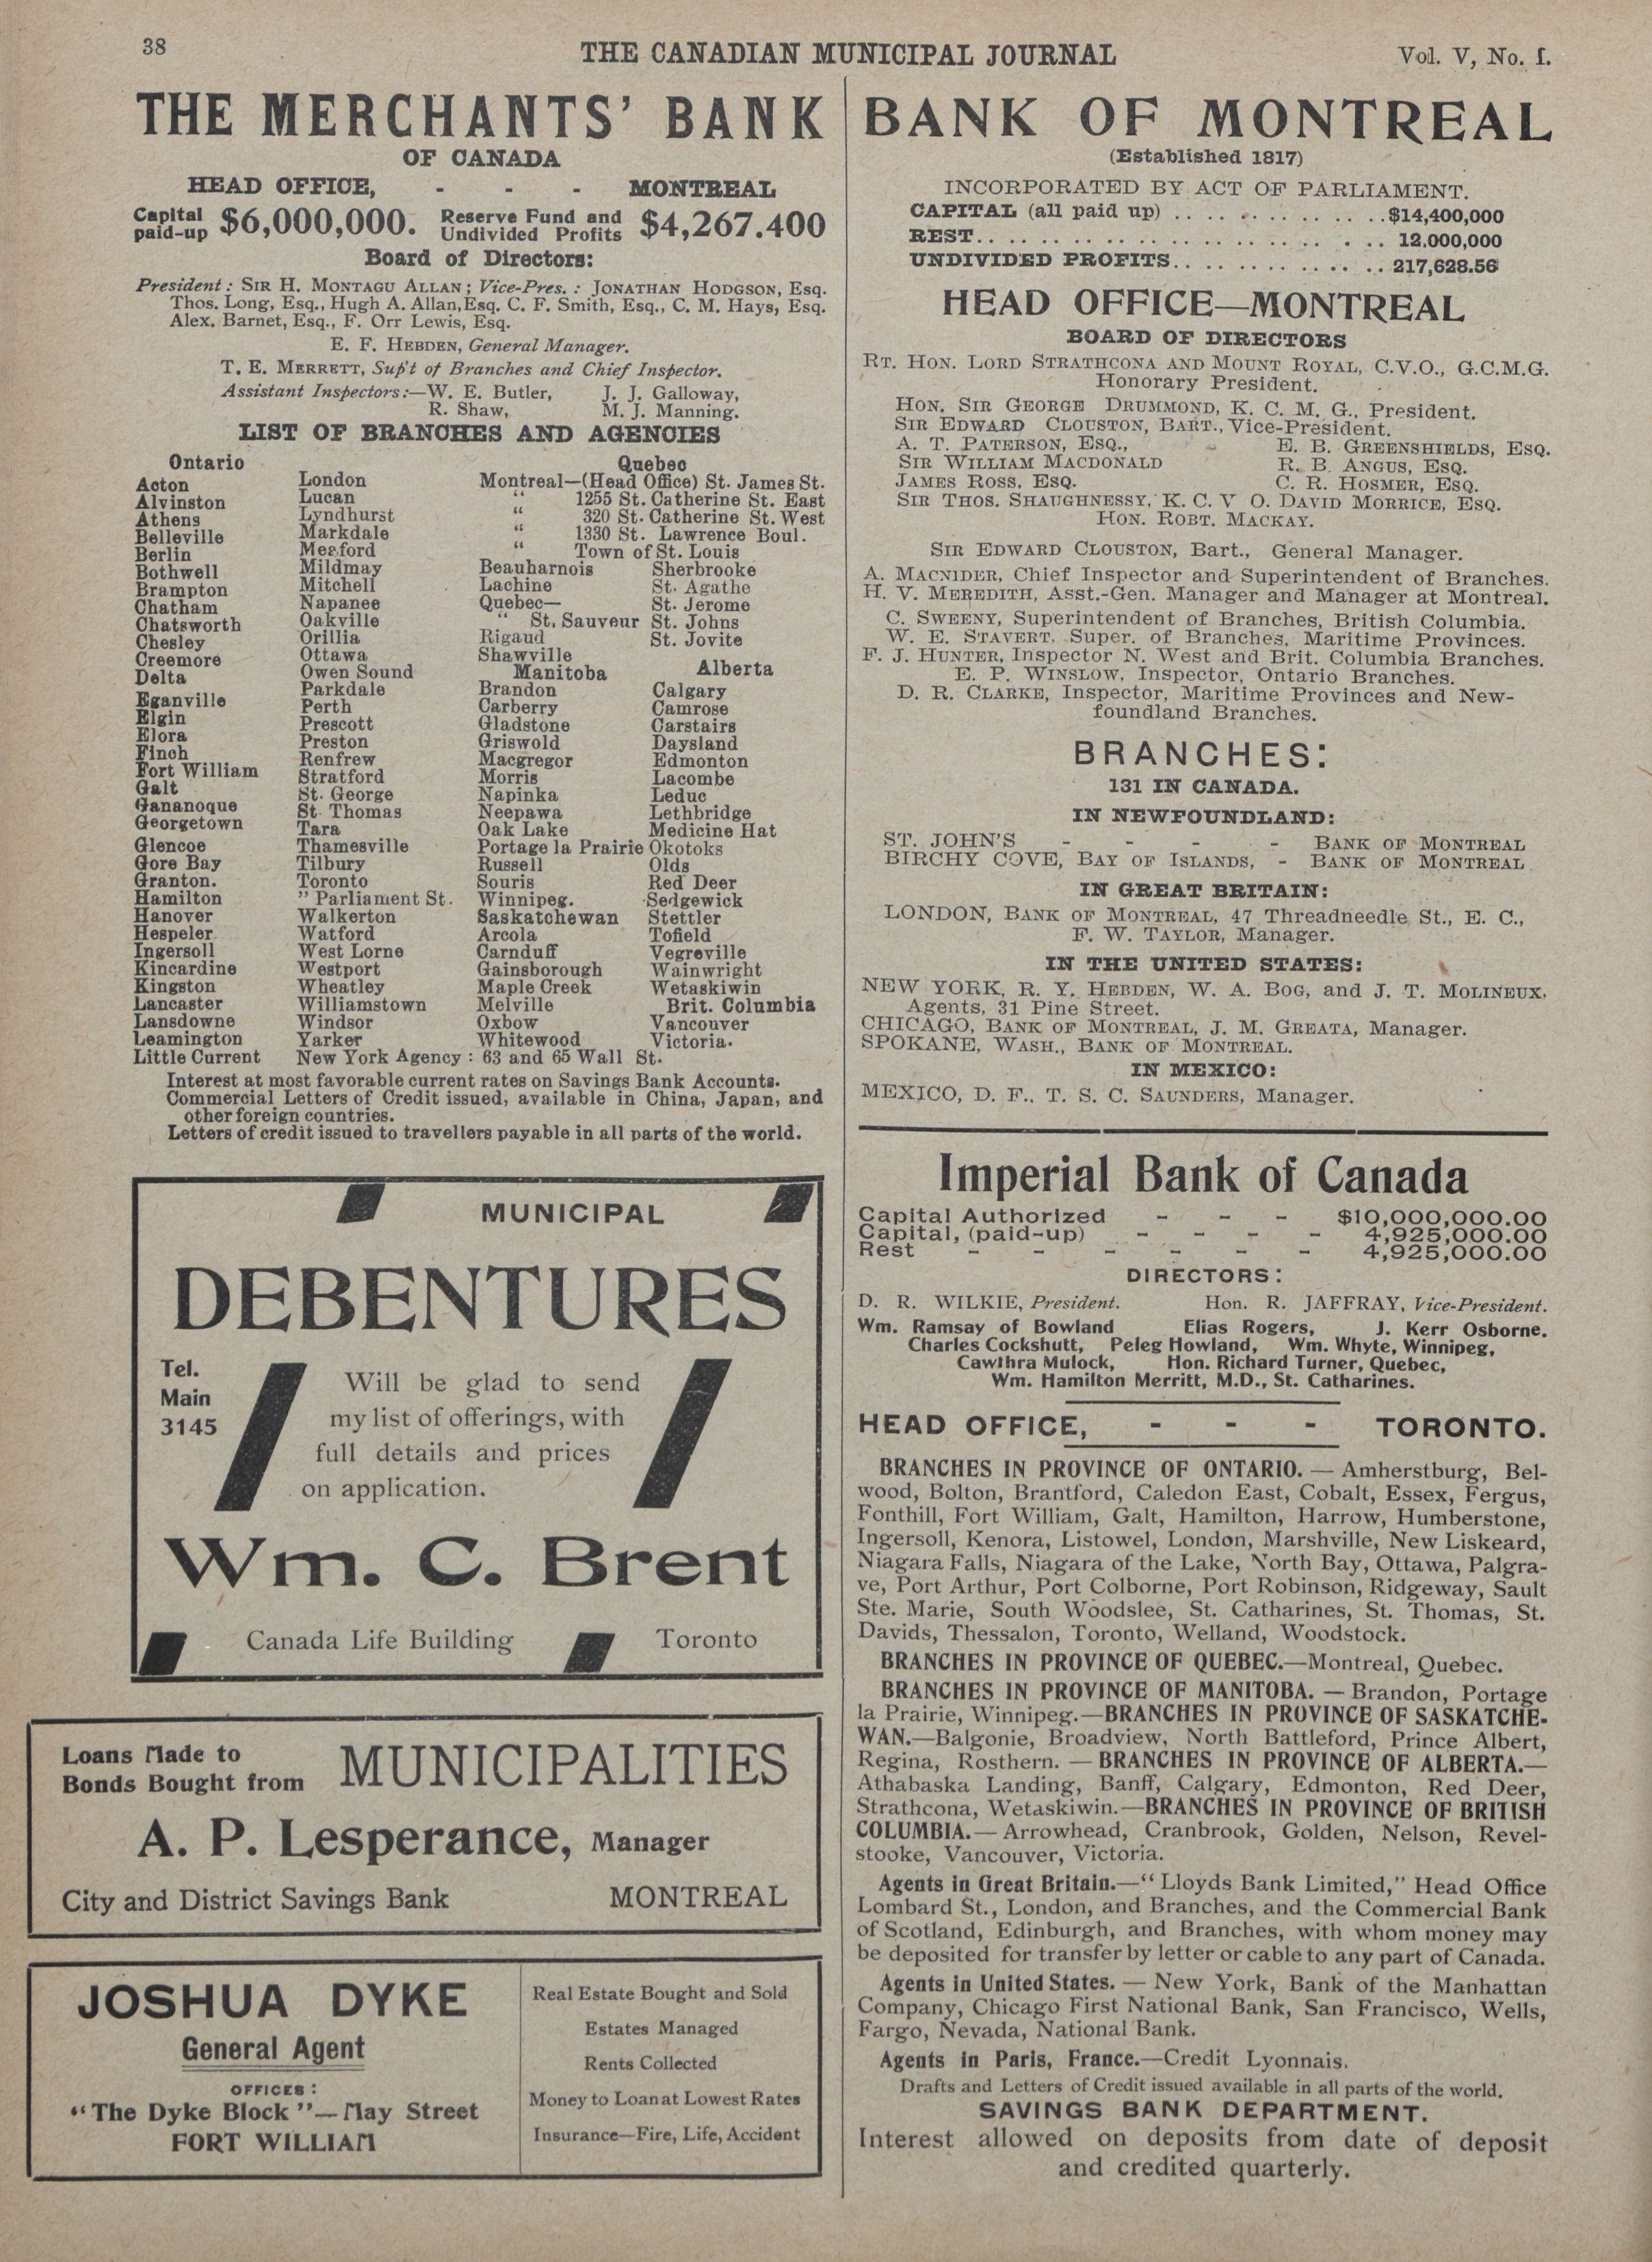 38
THE CANADIAN MUNICIPAL JOURNAL
Vol. V, No. I.
THE MERCHANTS' BANK
OF CANADA
HEAD OFFICE, - - - MONTREAL
Capital paid-up $6,000,000. Reserve Fund and Undivided Profits $4,267.400
Board of Directors:
President: SIR H. MONTAGU ALLAN; Vice-Pres. : JONATHAN HODGSON, Esq.
Thos. Long, Esq., Hugh A. Allan, Esq. C. F. Smith, Esq., C. M. Hays, Esq.
Alex. Barnet, Esq., F. Orr Lewis, Esq.
E. F. HEBDEN, General Manager.
T. E. MERRETT, Sup't of Branches and Chief Inspector.
Assistant Inspectors:—W. E. Butler, J. J. Galloway,
R. Shaw, M. J. Manning.
LIST OF BRANCHES AND AGENCIES
Ontario
Acton
Alvinston
Athens
Belleville
Berlin
Bothwell
Brampton
Chatham
Chatsworth
Chesley
Creemore
Delta
Eganville
Elgin
Elora
Finch
Fort William
Galt
Gananoque
Georgetown
Glencoe
Gore Bay
Granton.
Hamilton
Hanover
Hespeler
Ingersoll
Kincardine
Kingston
Lancaster
Lansdowne
Leamington
Little Current
London
Lucan
Lyndhurst
Markdale
Meaford
Mildmay
Mitchell
Napanee
Oakville
Orillia
Ottawa
Owen Sound
Parkdale
Perth
Prescott
Preston
Renfrew
Stratford
St. George
St. Thomas
Tara
Thamesville
Tilbury
Toronto
" Parliament St.
Walkerton
Watford
West Lorne
Westport
Wheatley
Williamstown
Windsor
Yarker
New York Agency : 63 and 65 Wall St.
Quebec
Montreal—(Head Office) St. James St.
" 1255 St. Catherine St. East
" 320 St. Catherine St. West
" 1330 St. Lawrence Boul.
" Town of St. Louis
Beauharnois Sherbrooke
Lachine St. Agathe
Quebec— St. Jerome
" St. Sauveur St. Johns
Rigaud St. Jovite
Shawville
Manitoba
Brandon
Carberry
Gladstone
Griswold
Macgregor
Morris
Napinka
Neepawa
Oak Lake
Portage la Prairie
Russell
Souris
Winnipeg.
Saskatchewan
Arcola
Carnduff
Gainsborough
Maple Creek
Melville
Oxbow
Whitewood
Alberta
Calgary
Camrose
Carstairs
Daysland
Edmonton
Lacombe
Leduc
Lethbridge
Medicine Hat
Okotoks
Olds
Red Deer
Sedgewick
Stettler
Tofield
Vegreville
Wainwright
Wetaskiwin
Brit. Columbia
Vancouver
Victoria.
Interest at most favorable current rates on Savings Bank Accounts.
Commercial Letters of Credit issued, available in China, Japan, and
other foreign countries.
Letters of credit issued to travellers payable in all parts of the world.
MUNICIPAL
DEBENTURES
Tel.
Main
3145
Will be glad to send
my list of offerings, with
full details and prices
on application.
Wm. C. Brent
Canada Life Building Toronto
Loans Made to
Bonds Bought from
MUNICIPALITIES
A. P. Lesperance, Manager
City and District Savings Bank MONTREAL
JOSHUA DYKE
General Agent
OFFICES:
"The Dyke Block"—May Street
FORT WILLIAM
Real Estate Bought and Sold
Estates Managed
Rents Collected
Money to Loan at Lowest Rates
Insurance—Fire, Life, Accident
BANK OF MONTREAL
(Established 1817)
INCORPORATED BY ACT OF PARLIAMENT.
CAPITAL (all paid up) .. .. .. .. .. .. .. ..$14,400,000
REST.. .. .. .. .. .. .. .. .. .. .. .. .. 12.000,000
UNDIVIDED PROFITS.. .. .. .. .. .. .. .. 217,628.56
HEAD OFFICE—MONTREAL
BOARD OF DIRECTORS
RT. HON. LORD STRATHCONA AND MOUNT ROYAL, C.V.O., G.C.M.G.
Honorary President.
HON. SIR GEORGE DRUMMOND, K. C. M. G., President.
SIR EDWARD CLOUSTON, BART., Vice-President.
A. T. PATERSON, ESQ., E. B. GREENSHIELDS, ESQ.
SIR WILLIAM MACDONALD R. B. ANGUS, ESQ.
JAMES ROSS, ESQ. C. R. HOSMER, ESQ.
SIR THOS. SHAUGHNESSY, K. C. V O. DAVID MORRICE, ESQ.
HON. ROBT. MACKAY.
SIR EDWARD CLOUSTON, Bart., General Manager.
A. MACNIDER, Chief Inspector and Superintendent of Branches.
H. V. MEREDITH, Asst.-Gen. Manager and Manager at Montreal.
C. SWEENY, Superintendent of Branches, British Columbia.
W. E. STAVERT, Super. of Branches, Maritime Provinces.
F. J. HUNTER, Inspector N. West and Brit. Columbia Branches.
E. P. WINSLOW, Inspector, Ontario Branches.
D. R. CLARKE, Inspector, Maritime Provinces and New-
foundland Branches.
BRANCHES:
131 IN CANADA.
IN NEWFOUNDLAND:
ST. JOHN'S - - - - BANK OF MONTREAL
BIRCHY COVE, BAY OF ISLANDS, - BANK OF MONTREAL
IN GREAT BRITAIN:
LONDON, BANK OF MONTREAL, 47 Threadneedle St., E. C.,
F. W. TAYLOR, Manager.
IN THE UNITED STATES:
NEW YORK, R. Y. HEBDEN, W. A. BOG, and J. T. MOLINEUX,
Agents, 31 Pine Street.
CHICAGO, BANK OF MONTREAL, J. M. GREATA, Manager.
SPOKANE, WASH., BANK OF MONTREAL.
IN MEXICO:
MEXICO, D. F., T. S. C. SAUNDERS, Manager.
Imperial Bank of Canada
Capital Authorized - - - $10,000,000.00
Capital, (paid-up) - - - - 4,925,000.00
Rest - - - - - - 4,925,000.00
DIRECTORS:
D. R. WILKIE, President. Hon. R. JAFFRAY, Vice-President.
Wm. Ramsay of Bowland Elias Rogers, J. Kerr Osborne.
Charles Cockshutt, Peleg Howland, Wm. Whyte, Winnipeg,
Cawthra Mulock, Hon. Richard Turner, Quebec,
Wm. Hamilton Merritt, M.D., St. Catharines.
HEAD OFFICE, - - - TORONTO.
BRANCHES IN PROVINCE OF ONTARIO. — Amherstburg, Bel-
wood, Bolton, Brantford, Caledon East, Cobalt, Essex, Fergus,
Fonthill, Fort William, Galt, Hamilton, Harrow, Humberstone,
Ingersoll, Kenora, Listowel, London, Marshville, New Liskeard,
Niagara Falls, Niagara of the Lake, North Bay, Ottawa, Palgra-
ve, Port Arthur, Port Colborne, Port Robinson, Ridgeway, Sault
Ste. Marie, South Woodslee, St. Catharines, St. Thomas, St.
Davids, Thessalon, Toronto, Welland, Woodstock.
BRANCHES IN PROVINCE OF QUEBEC.—Montreal, Quebec.
BRANCHES IN PROVINCE OF MANITOBA. — Brandon, Portage
la Prairie, Winnipeg.—BRANCHES IN PROVINCE OF SASKATCHE-
WAN.—Balgonie, Broadview, North Battleford, Prince Albert,
Regina, Rosthern. — BRANCHES IN PROVINCE OF ALBERTA.—
Athabaska Landing, Banff, Calgary, Edmonton, Red Deer,
Strathcona, Wetaskiwin.—BRANCHES IN PROVINCE OF BRITISH
COLUMBIA.— Arrowhead, Cranbrook, Golden, Nelson, Revel-
stooke, Vancouver, Victoria.
Agents in Great Britain.—"Lloyds Bank Limited," Head Office
Lombard St., London, and Branches, and the Commercial Bank
of Scotland, Edinburgh, and Branches, with whom money may
be deposited for transfer by letter or cable to any part of Canada.
Agents in United States. — New York, Bank of the Manhattan
Company, Chicago First National Bank, San Francisco, Wells,
Fargo, Nevada, National Bank.
Agents in Paris, France.—Credit Lyonnais.
Drafts and Letters of Credit issued available in all parts of the world.
SAVINGS BANK DEPARTMENT.
Interest allowed on deposits from date of deposit
and credited quarterly.